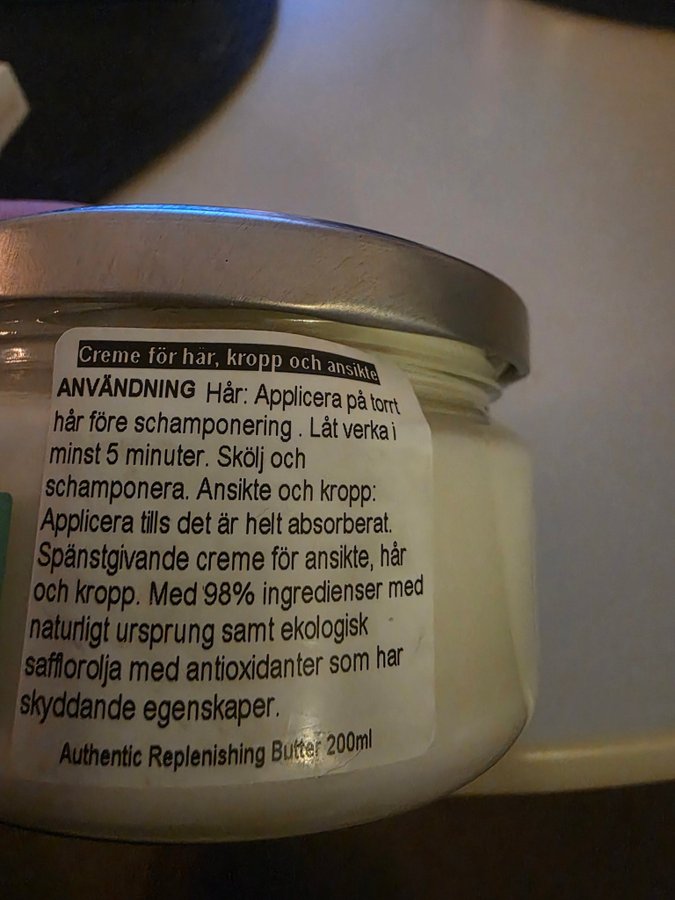 Creme för hår, kropp och ansikte
ANVÄNDNING Hår: Applicera på torrt
hår före schamponering . Låt verka i
minst 5 minuter. Skölj och
schamponera. Ansikte och kropp:
Applicera tills det är helt absorberat.
Spänstgivande creme för ansikte, hår
och kropp. Med 98% ingredienser med
naturligt ursprung samt ekologisk
safflorolja med antioxidanter som har
skyddande egenskaper.
Authentic Replenishing Butter 200ml